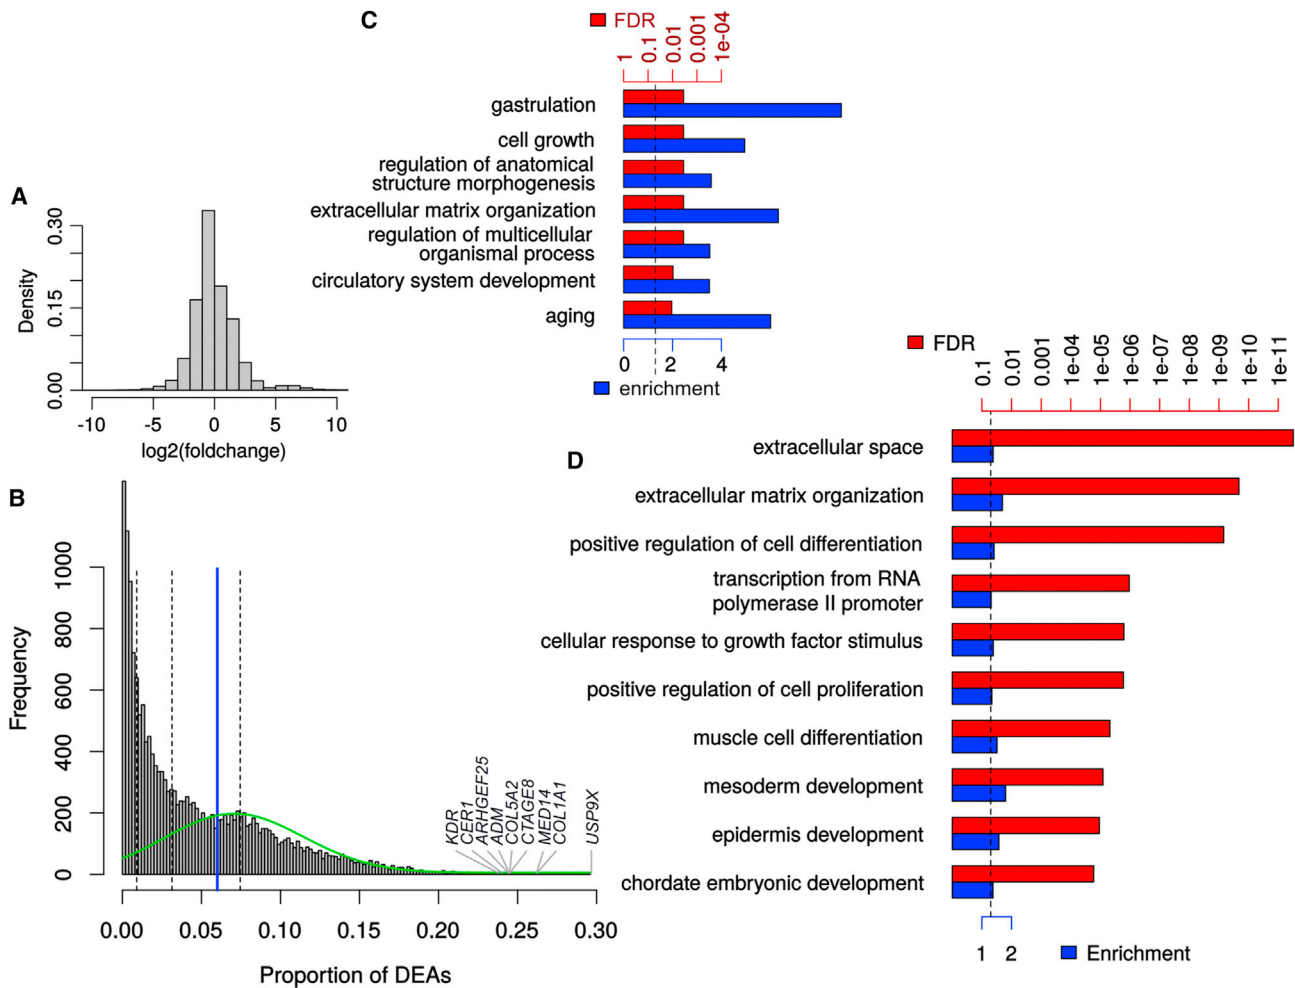 A
0.30
0.15
0.00
Density
-10 -5 0 5 10
log2(foldchange)
B
1000
800
600
400
200
0
Frequency
KDR
CER1
ARHGEF25
ADM
COL5A2
CTAGE8
MED14
COL1A1
USP9X
0.00 0.05 0.10 0.15 0.20 0.25 0.30
Proportion of DEAs
C
FDR
1 0.1 0.01 0.001 1e-04
gastrulation
cell growth
regulation of anatomical
structure morphogenesis
extracellular matrix organization
regulation of multicellular
organismal process
circulatory system development
aging
0 2 4
enrichment
D
FDR
0.1 0.01 0.001 1e-04 1e-05 1e-06 1e-07 1e-08 1e-09 1e-10 1e-11
extracellular space
extracellular matrix organization
positive regulation of cell differentiation
transcription from RNA
polymerase II promoter
cellular response to growth factor stimulus
positive regulation of cell proliferation
muscle cell differentiation
mesoderm development
epidermis development
chordate embryonic development
1 2
Enrichment